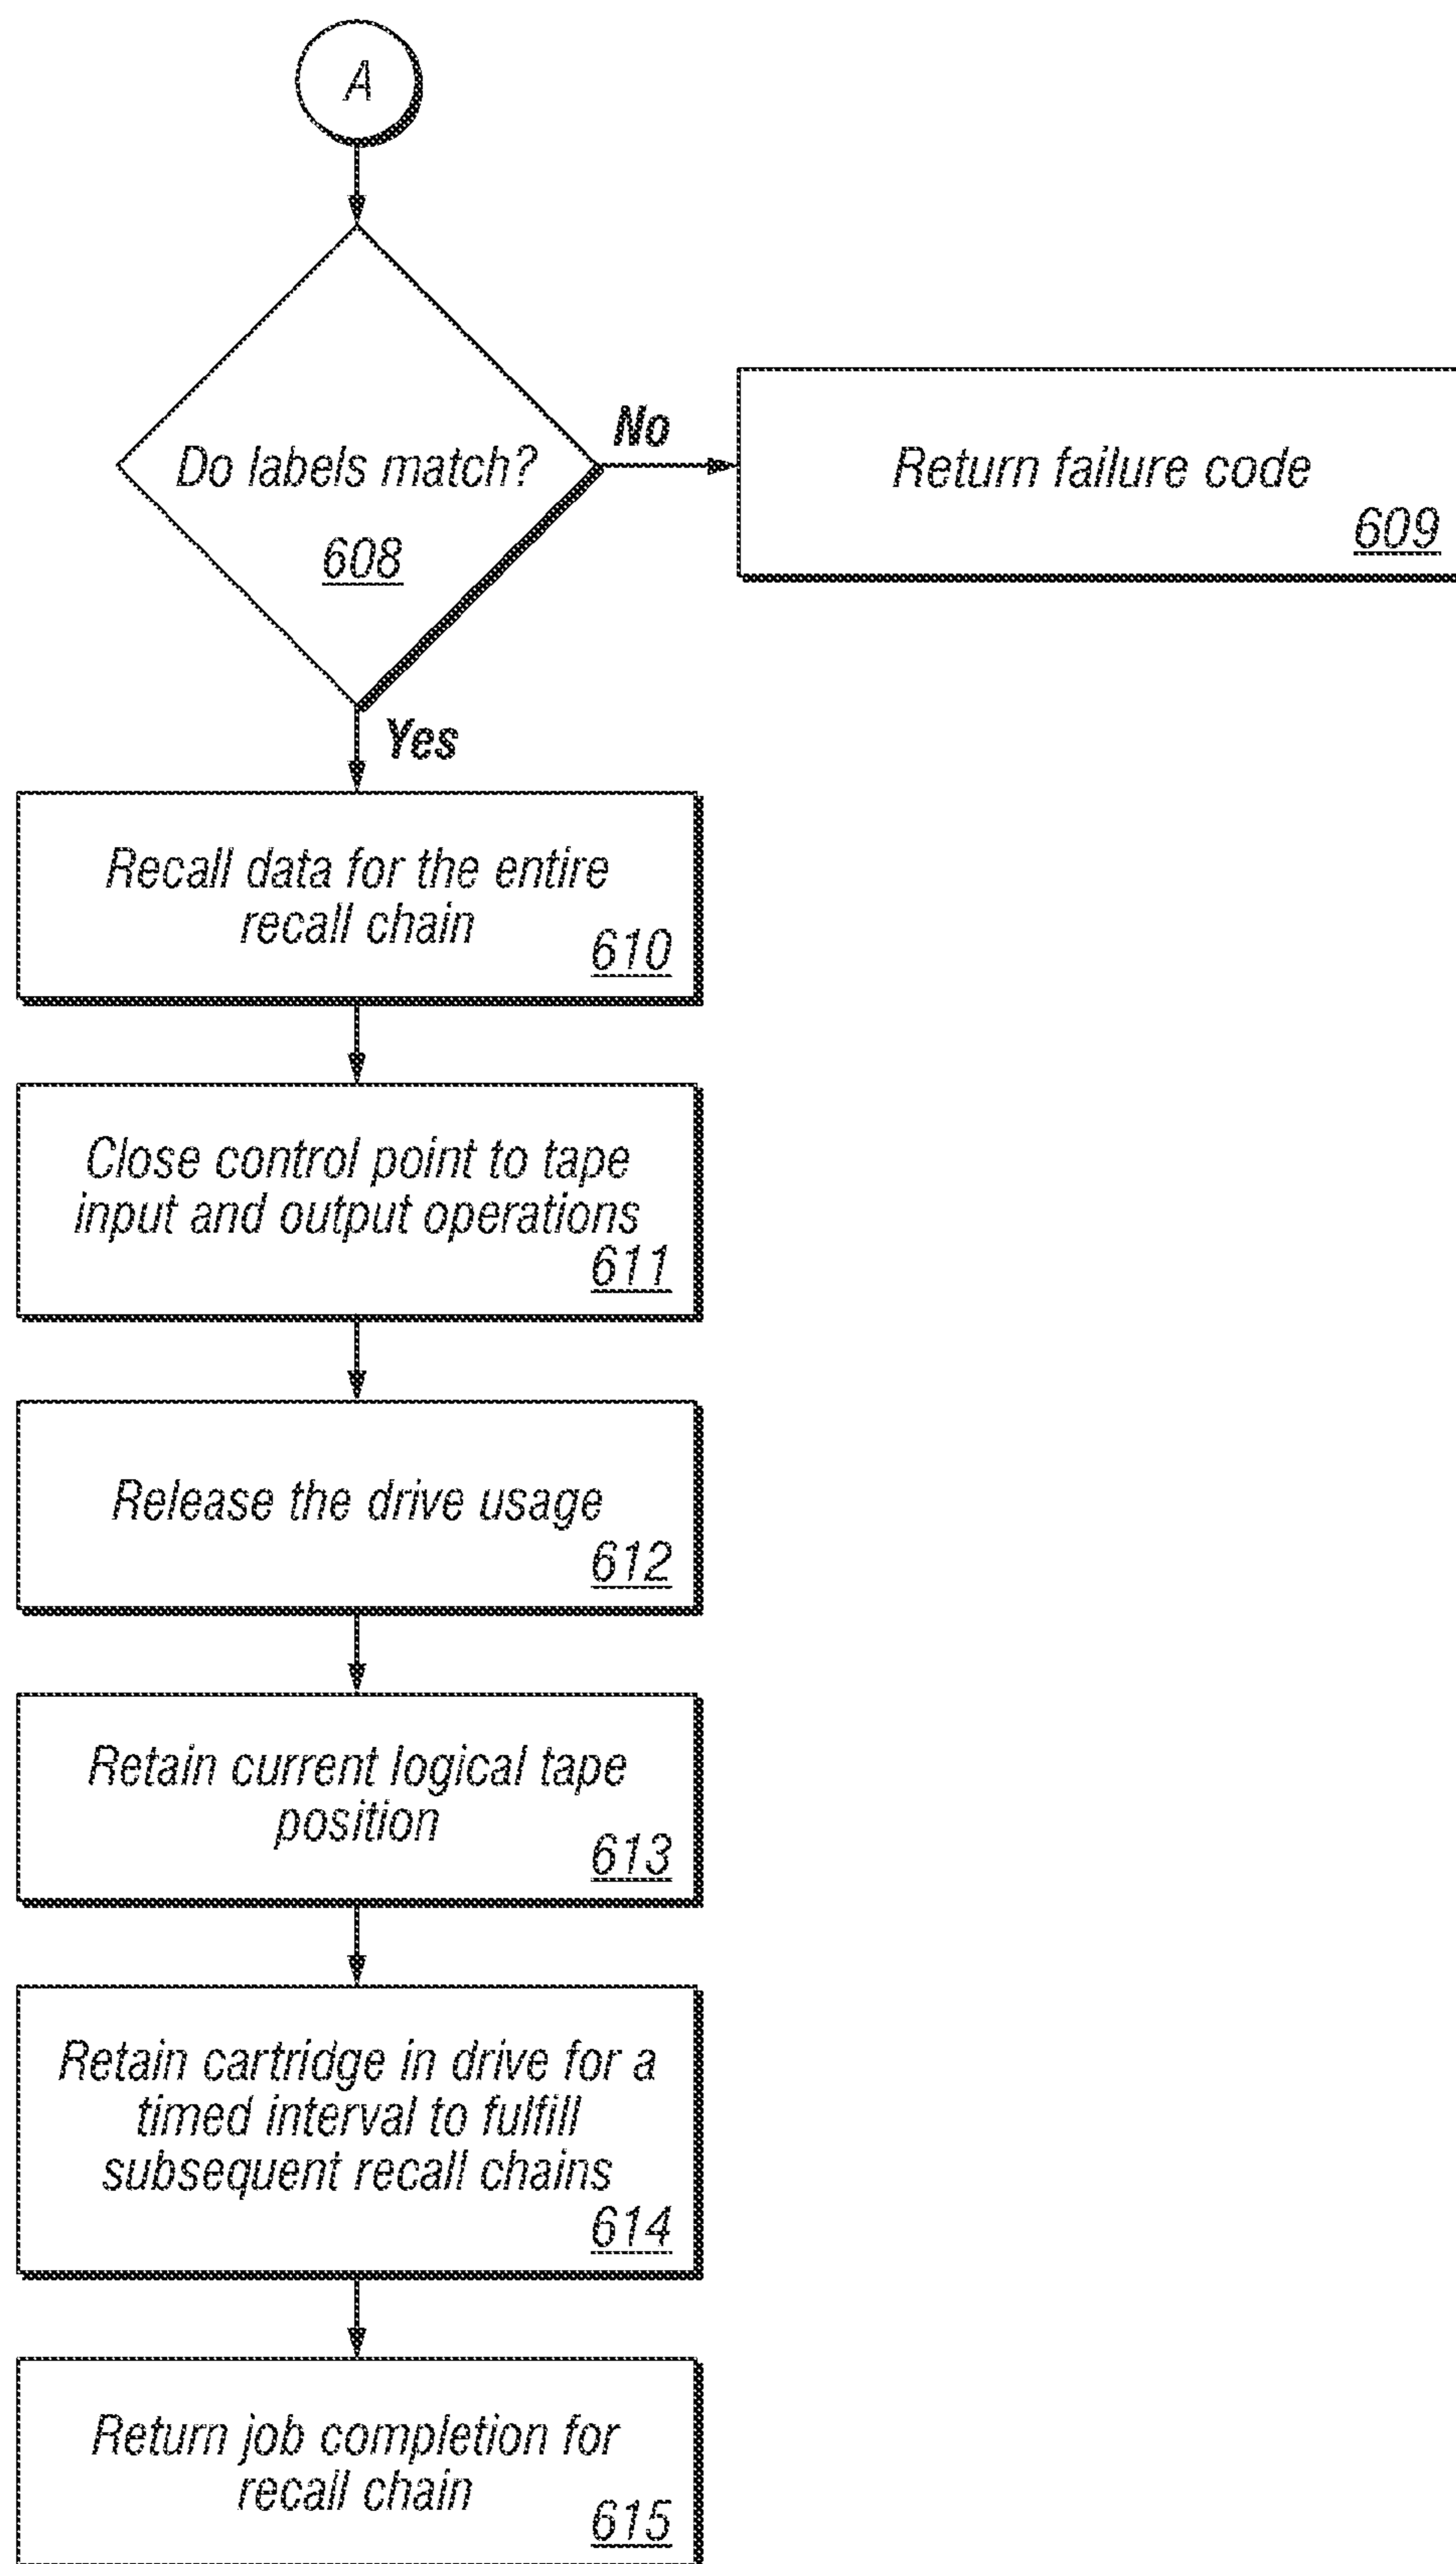 A
Do labels match?
608
No
Return failure code
609
Yes
Recall data for the entire
recall chain
610
Close control point to tape
input and output operations
611
Release the drive usage
612
Retain current logical tape
position
613
Retain cartridge in drive for a
timed interval to fulfill
subsequent recall chains
614
Return job completion for
recall chain
615